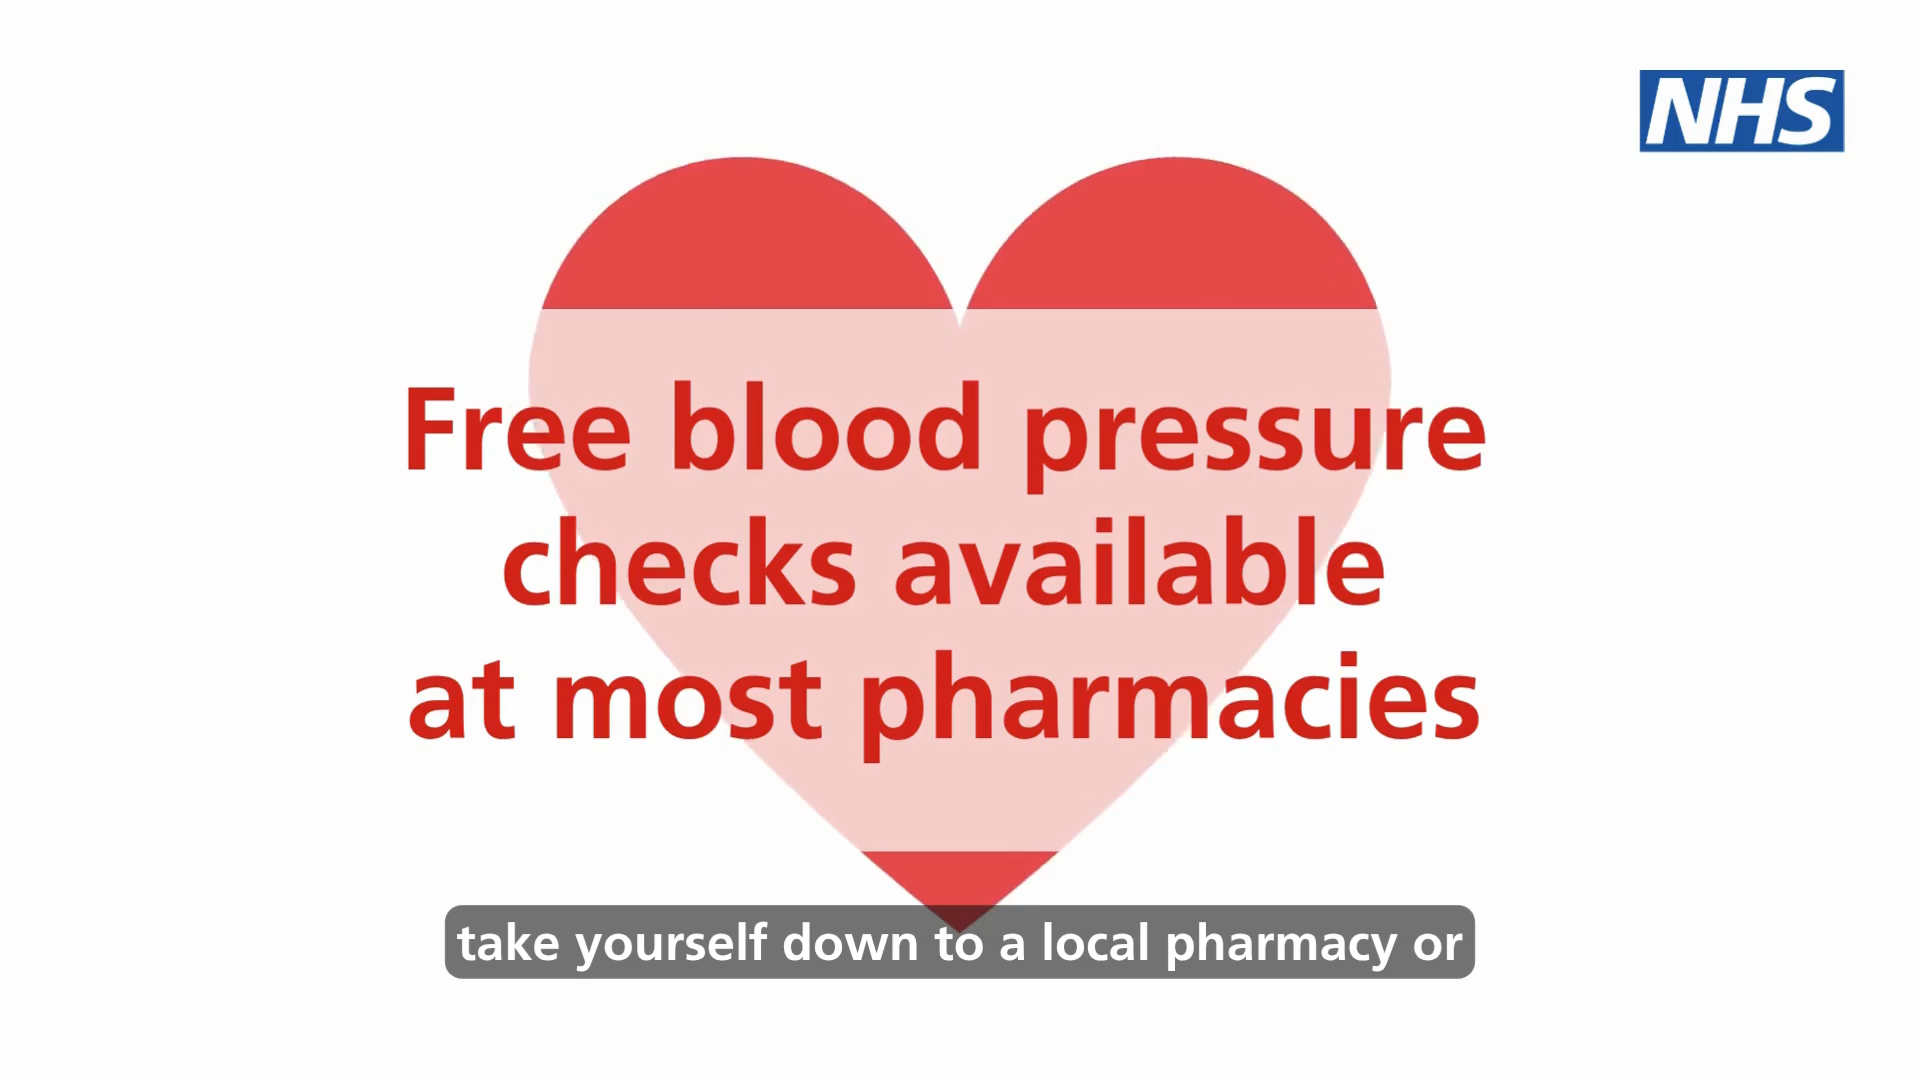 NHS
Free blood pressure
checks available
at most pharmacies
take yourself down to a local pharmacy or